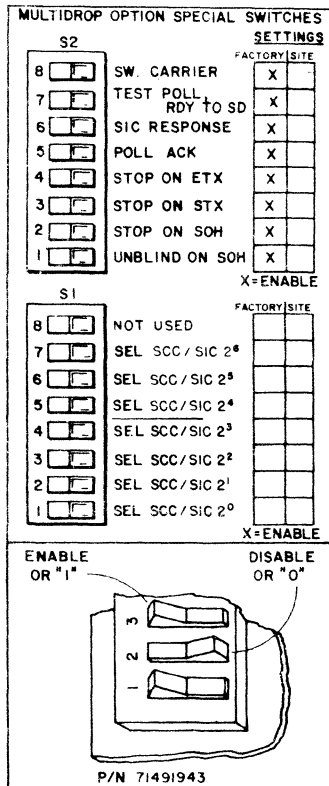 MULTIDROP OPTION SPECIAL SWITCHES
SETTINGS
S2
FACTORY SITE
8 SW. CARRIER X
7 TEST POLL, RDY TO SD X
6 SIC RESPONSE X
5 POLL ACK X
4 STOP ON ETX X
3 STOP ON STX X
2 STOP ON SOH X
1 UNBLIND ON SOH X
X=ENABLE
S1
FACTORY SITE
8 NOT USED
7 SEL SCC/SIC 2⁶
6 SEL SCC/SIC 2⁵
5 SEL SCC/SIC 2⁴
4 SEL SCC/SIC 2³
3 SEL SCC/SIC 2²
2 SEL SCC/SIC 2¹
1 SEL SCC/SIC 2⁰
X=ENABLE
ENABLE OR "1"
DISABLE OR "0"
3
2
1
P/N 71491943